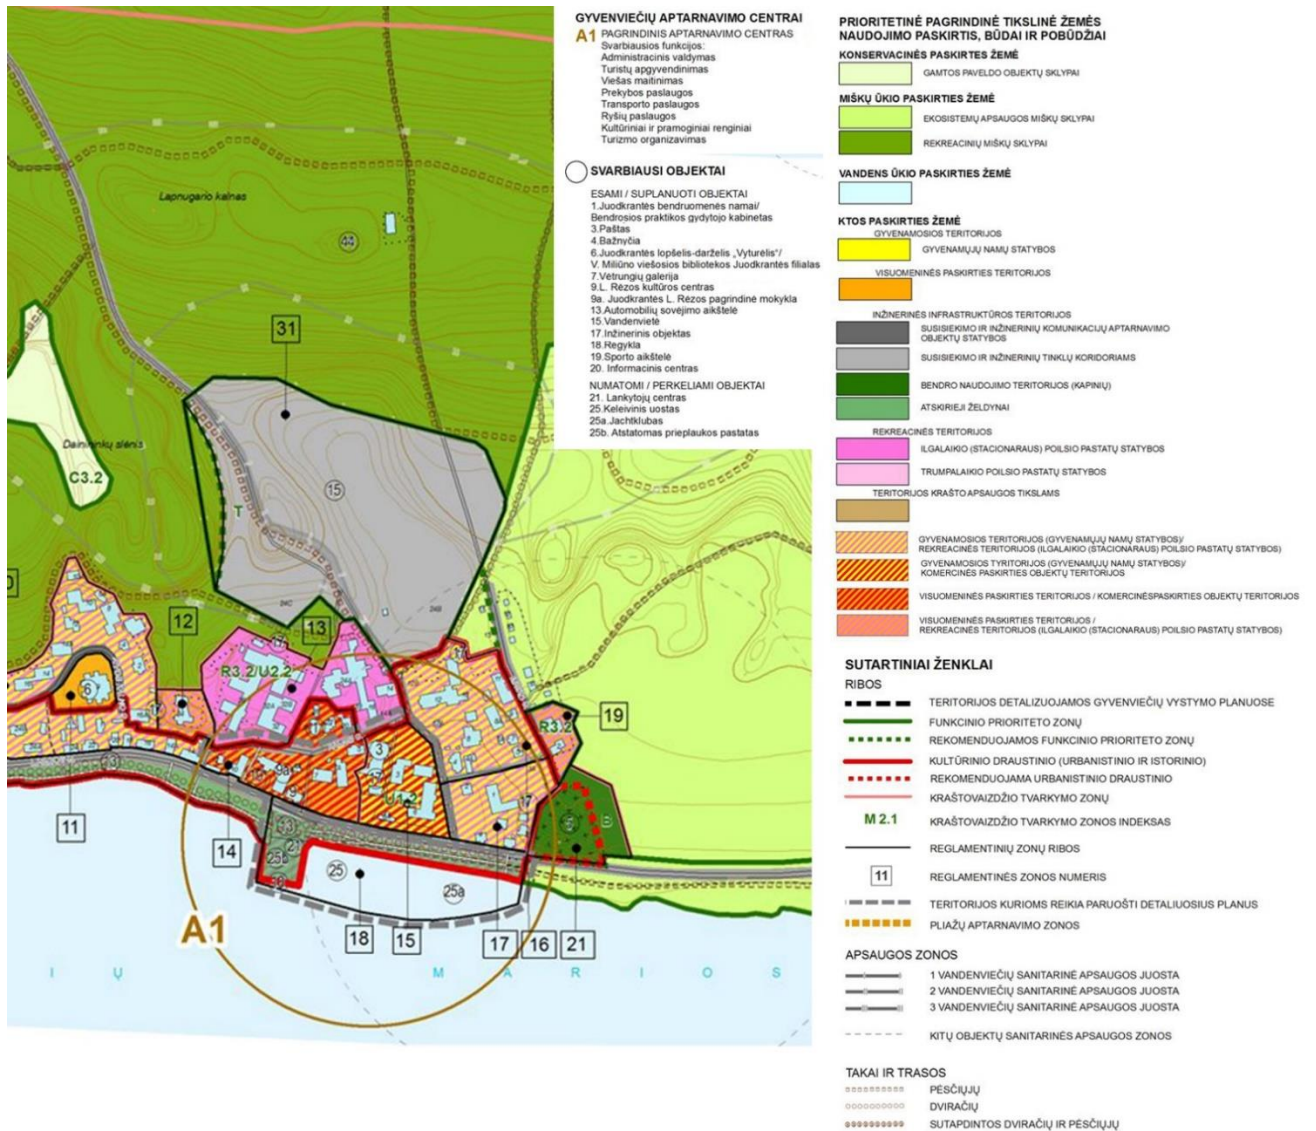 GYVENVIEČIŲ APTARNAVIMO CENTRAI
A1 PAGRINDINIS APTARNAVIMO CENTRAS
Svarbiausios funkcijos:
Administracinis valdymas
Turistų apgyvendinimas
Viešas maitinimas
Prekybos paslaugos
Transporto paslaugos
Ryšių paslaugos
Kultūriniai ir pramoginiai renginiai
Turizmo organizavimas
SVARBIAUSI OBJEKTAI
ESAMI / SUPLANUOTI OBJEKTAI
1.Juodkrantės bendruomenės namai/
Bendrosios praktikos gydytojo kabinetas
3.Paštas
4.Bažnyčia
6.Juodkrantės lopšelis-darželis „Vyturėlis“/
V. Miliūno viešosios bibliotekos Juodkrantės filialas
7.Vėtrungių galerija
9.L. Rėzos kultūros centras
9a. Juodkrantės L. Rėzos pagrindinė mokykla
13.Automobilių sovėjimo aikštelė
15.Vandenvietė
17.Inžinerinis objektas
18.Regykla
19.Sporto aikštelė
20. Informacinis centras
NUMATOMI / PERKELIAMI OBJEKTAI
21. Lankytojų centras
25.Keleivinis uostas
25a.Jachtklubas
25b. Atstatomas prieplaukos pastatas
PRIORITETINĖ PAGRINDINĖ TIKSLINĖ ŽEMĖS
NAUDOJIMO PASKIRTIS, BŪDAI IR POBŪDŽIAI
KONSERVACINĖS PASKIRTES ŽEMĖ
GAMTOS PAVELDO OBJEKTŲ SKLYPAI
MIŠKŲ ŪKIO PASKIRTIES ŽEMĖ
EKOSISTEMŲ APSAUGOS MIŠKŲ SKLYPAI
REKREACINIŲ MIŠKŲ SKLYPAI
VANDENS ŪKIO PASKIRTIES ŽEMĖ
KTOS PASKIRTIES ŽEMĖ
GYVENAMOSIOS TERITORIJOS
GYVENAMŲJŲ NAMŲ STATYBOS
VISUOMENINĖS PASKIRTIES TERITORIJOS
INŽINERINĖS INFRASTRUKTŪROS TERITORIJOS
SUSISIEKIMO IR INŽINERINIŲ KOMUNIKACIJŲ APTARNAVIMO
OBJEKTŲ STATYBOS
SUSISIEKIMO IR INŽINERINIŲ TINKLŲ KORIDORIAMS
BENDRO NAUDOJIMO TERITORIJOS (KAPINIŲ)
ATSKIRIEJI ŽELDYNAI
REKREACINĖS TERITORIJOS
ILGALAIKIO (STACIONARAUS) POILSIO PASTATŲ STATYBOS
TRUMPALAIKIO POILSIO PASTATŲ STATYBOS
TERITORIJOS KRAŠTO APSAUGOS TIKSLAMS
GYVENAMOSIOS TERITORIJOS (GYVENAMŲJŲ NAMŲ STATYBOS)/
REKREACINĖS TERITORIJOS (ILGALAIKIO (STACIONARAUS) POILSIO PASTATŲ STATYBOS)
GYVENAMOSIOS TYRITORIJOS (GYVENAMŲJŲ NAMŲ STATYBOS)/
KOMERCINĖS PASKIRTIES OBJEKTŲ TERITORIJOS
VISUOMENINĖS PASKIRTIES TERITORIJOS / KOMERCINĖSPASKIRTIES OBJEKTŲ TERITORIJOS
VISUOMENINĖS PASKIRTIES TERITORIJOS /
REKREACINĖS TERITORIJOS (ILGALAIKIO (STACIONARAUS) POILSIO PASTATŲ STATYBOS)
SUTARTINIAI ŽENKLAI
RIBOS
TERITORIJOS DETALIZUOJAMOS GYVENVIEČIŲ VYSTYMO PLANUOSE
FUNKCINIO PRIORITETO ZONŲ
REKOMENDUOJAMOS FUNKCINIO PRIORITETO ZONŲ
KULTŪRINIO DRAUSTINIO (URBANISTINIO IR ISTORINIO)
REKOMENDUOJAMA URBANISTINIO DRAUSTINIO
KRAŠTOVAIZDŽIO TVARKYMO ZONŲ
M 2.1 KRAŠTOVAIZDŽIO TVARKYMO ZONOS INDEKSAS
REGLAMENTINIŲ ZONŲ RIBOS
11 REGLAMENTINĖS ZONOS NUMERIS
TERITORIJOS KURIOMS REIKIA PARUOŠTI DETALIUOSIUS PLANUS
PLIAŽŲ APTARNAVIMO ZONOS
APSAUGOS ZONOS
1 VANDENVIEČIŲ SANITARINĖ APSAUGOS JUOSTA
2 VANDENVIEČIŲ SANITARINĖ APSAUGOS JUOSTA
3 VANDENVIEČIŲ SANITARINĖ APSAUGOS JUOSTA
KITŲ OBJEKTŲ SANITARINĖS APSAUGOS ZONOS
TAKAI IR TRASOS
PĖSČIŲJŲ
DVIRAČIŲ
SUTAPDINTOS DVIRAČIŲ IR PĖSČIŲJŲ
Lapnugario kalnas
44
31
Dainininkų slėnis
C3.2
15
T
24C
24B
12
13
R3.2/U2.2
6
19
R3.2
3
9a
9
U1.2
B
11
14
13
21
25b
25
25a
A1
18
15
17
16
21
I Ų M A R I O S